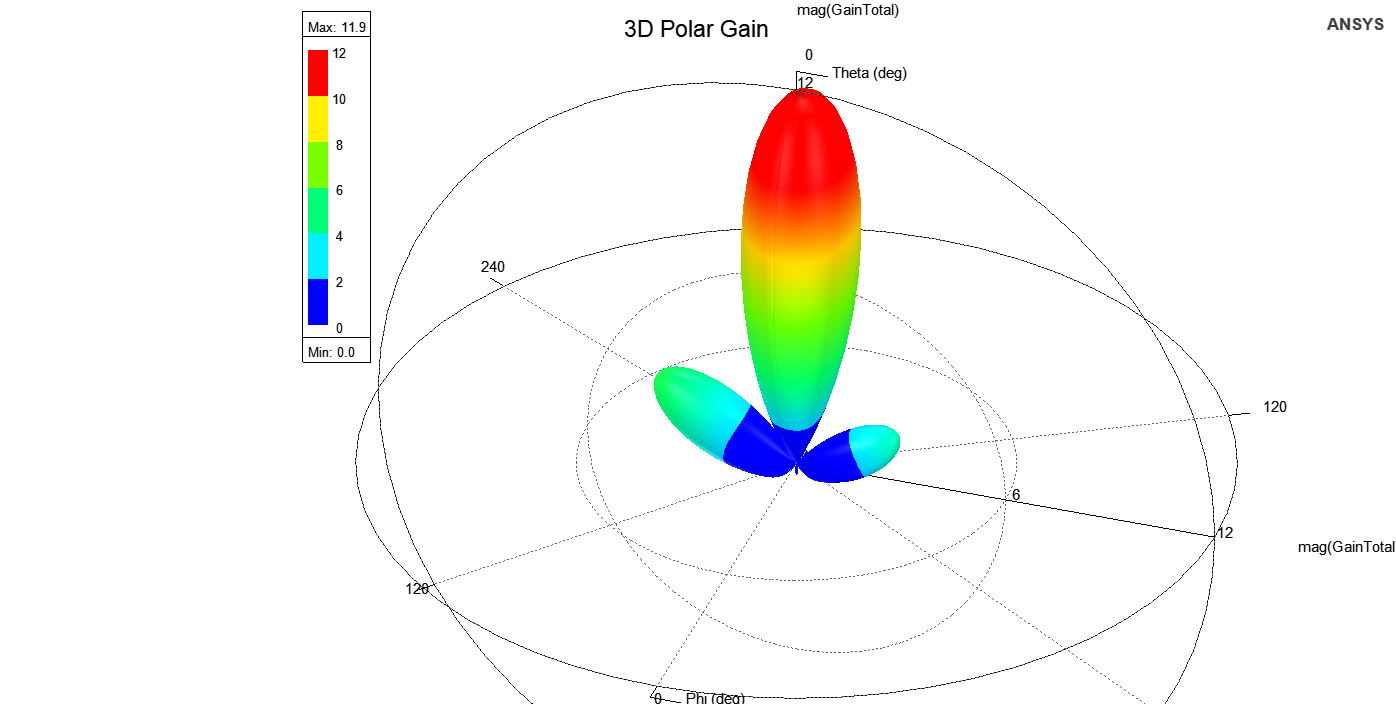 mag(GainTotal)
3D Polar Gain
ANSYS
Max: 11.9
12
10
8
6
4
2
0
Min: 0.0
0
Theta (deg)
12
240
120
6
12
mag(GainTotal
120
0
Phi (deg)